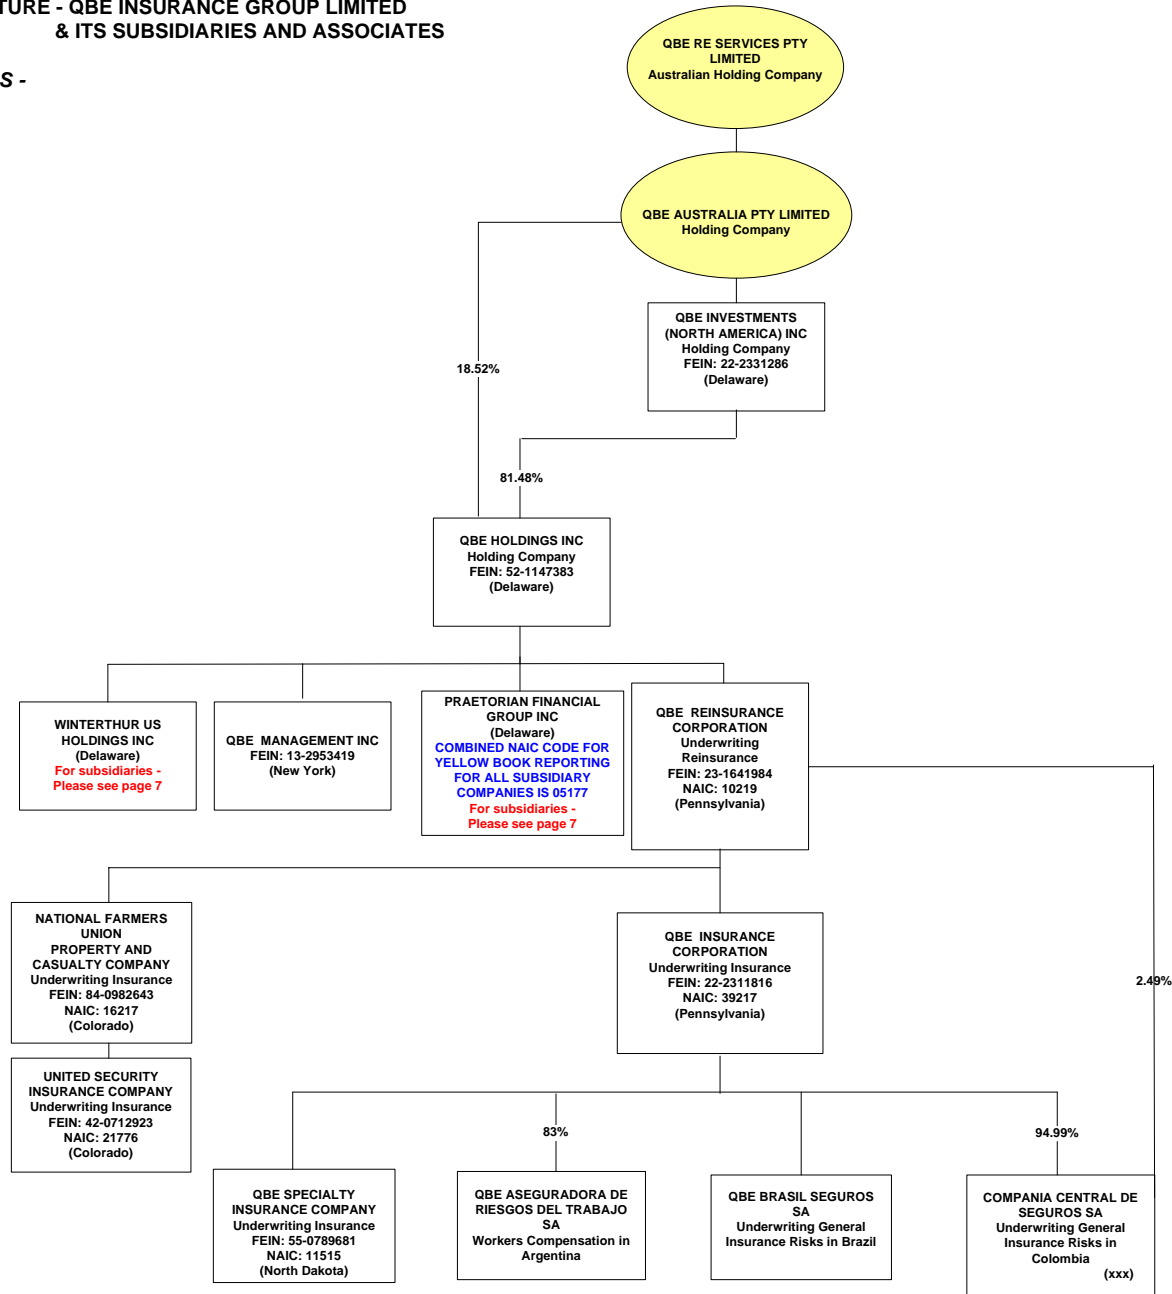 TURE - QBE INSURANCE GROUP LIMITED
& ITS SUBSIDIARIES AND ASSOCIATES
S -
QBE RE SERVICES PTY
LIMITED
Australian Holding Company
QBE AUSTRALIA PTY LIMITED
Holding Company
QBE INVESTMENTS
(NORTH AMERICA) INC
Holding Company
FEIN: 22-2331286
(Delaware)
18.52%
81.48%
QBE HOLDINGS INC
Holding Company
FEIN: 52-1147383
(Delaware)
WINTERTHUR US
HOLDINGS INC
(Delaware)
For subsidiaries -
Please see page 7
QBE MANAGEMENT INC
FEIN: 13-2953419
(New York)
PRAETORIAN FINANCIAL
GROUP INC
(Delaware)
COMBINED NAIC CODE FOR
YELLOW BOOK REPORTING
FOR ALL SUBSIDIARY
COMPANIES IS 05177
For subsidiaries -
Please see page 7
QBE REINSURANCE
CORPORATION
Underwriting
Reinsurance
FEIN: 23-1641984
NAIC: 10219
(Pennsylvania)
NATIONAL FARMERS
UNION
PROPERTY AND
CASUALTY COMPANY
Underwriting Insurance
FEIN: 84-0982643
NAIC: 16217
(Colorado)
QBE INSURANCE
CORPORATION
Underwriting Insurance
FEIN: 22-2311816
NAIC: 39217
(Pennsylvania)
2.49%
UNITED SECURITY
INSURANCE COMPANY
Underwriting Insurance
FEIN: 42-0712923
NAIC: 21776
(Colorado)
83%
94.99%
QBE SPECIALTY
INSURANCE COMPANY
Underwriting Insurance
FEIN: 55-0789681
NAIC: 11515
(North Dakota)
QBE ASEGURADORA DE
RIESGOS DEL TRABAJO
SA
Workers Compensation in
Argentina
QBE BRASIL SEGUROS
SA
Underwriting General
Insurance Risks in Brazil
COMPANIA CENTRAL DE
SEGUROS SA
Underwriting General
Insurance Risks in
Colombia
(xxx)